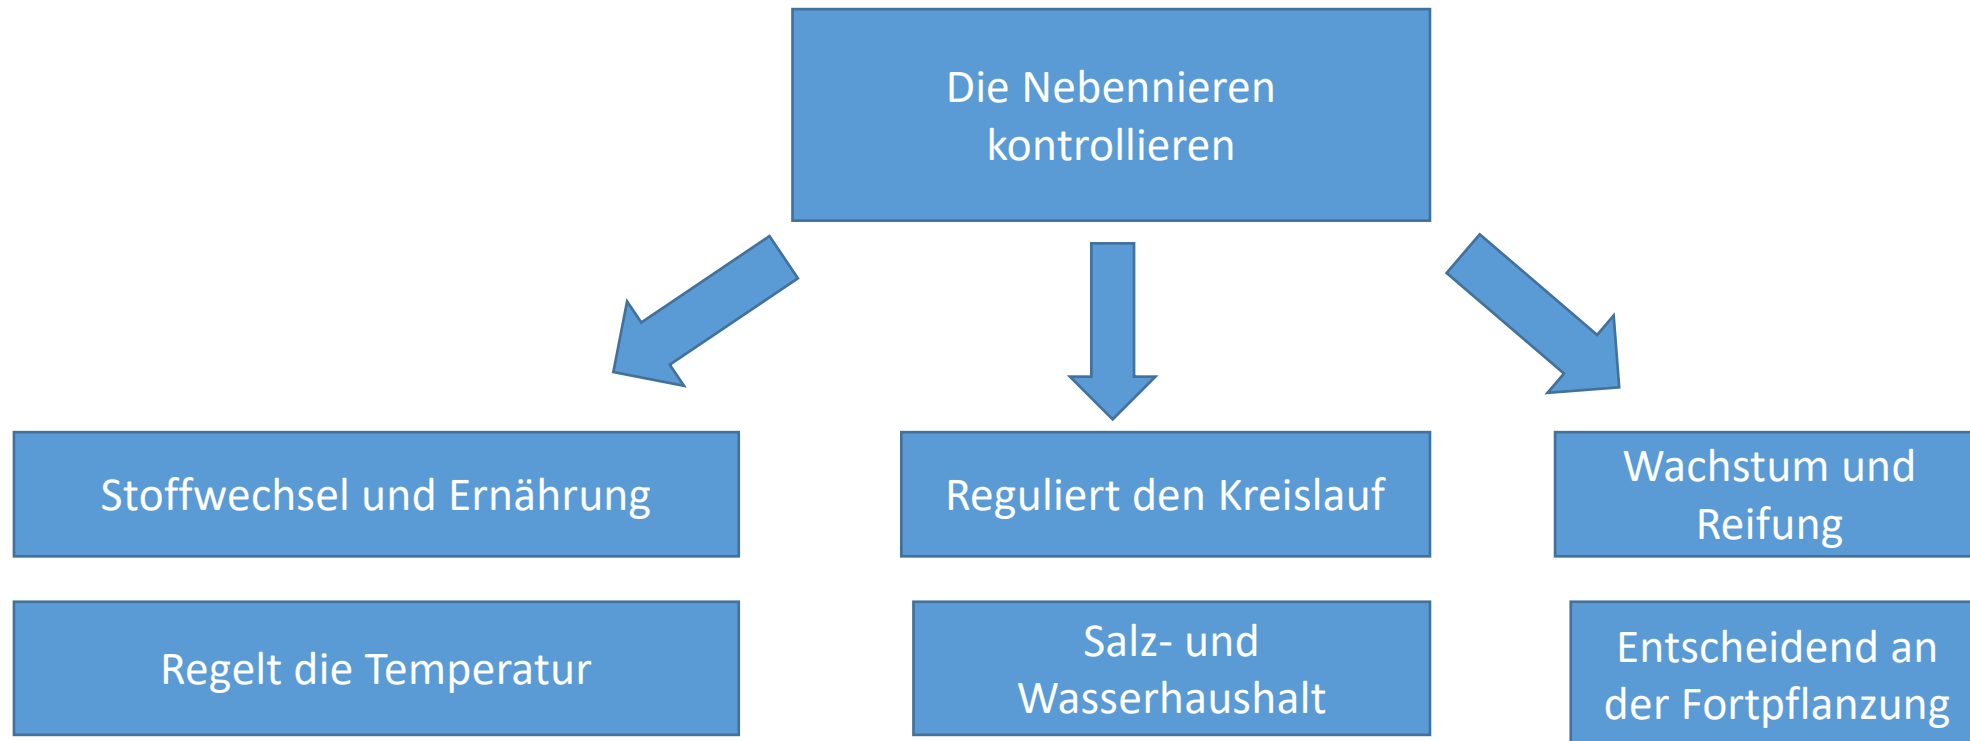 Die Nebennieren
kontrollieren
Stoffwechsel und Ernährung
Reguliert den Kreislauf
Wachstum und
Reifung
Regelt die Temperatur
Salz- und
Wasserhaushalt
Entscheidend an
der Fortpflanzung